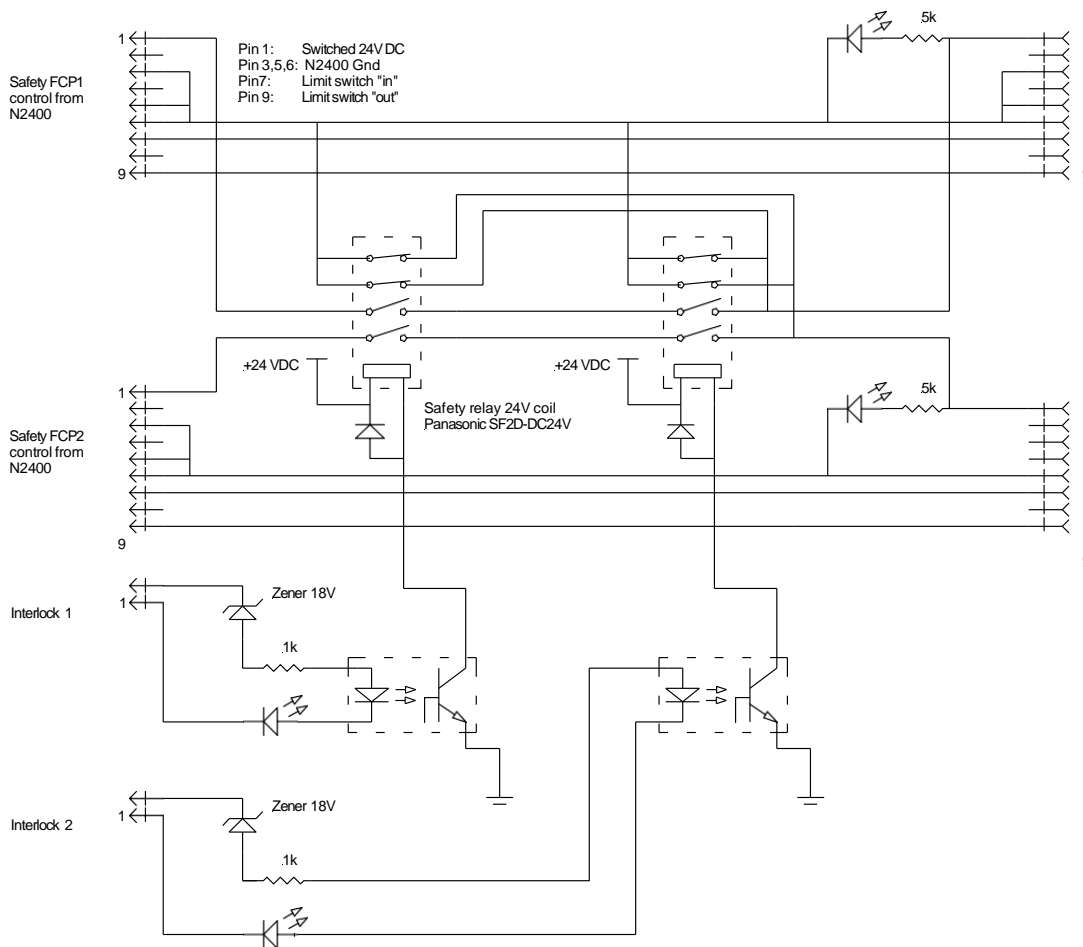 1
.5k
Pin 1: Switched 24V DC
Pin 3,5,6: N2400 Gnd
Pin7: Limit switch "in"
Pin 9: Limit switch "out"
Safety FCP1
control from
N2400
9
+24 VDC
+24 VDC
1
.5k
Safety relay 24V coil
Panasonic SF2D-DC24V
Safety FCP2
control from
N2400
9
Zener 18V
1
Interlock 1
.1k
Zener 18V
1
Interlock 2
.1k